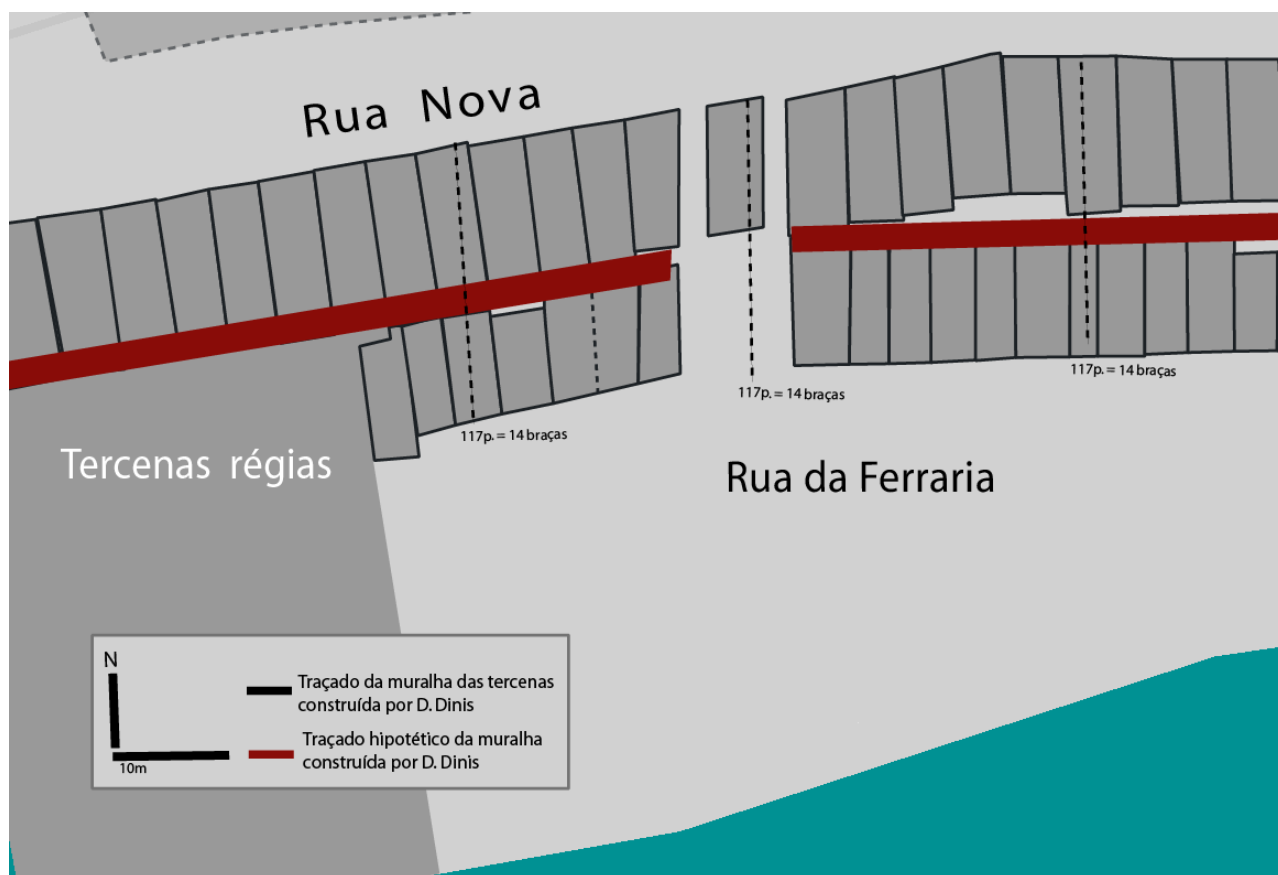 Rua Nova
117p. = 14 braças
117p. = 14 braças
117p. = 14 braças
Tercenas régias
Rua da Ferraria
N
10m
Traçado da muralha das tercenas
construída por D. Dinis
Traçado hipotético da muralha
construída por D. Dinis